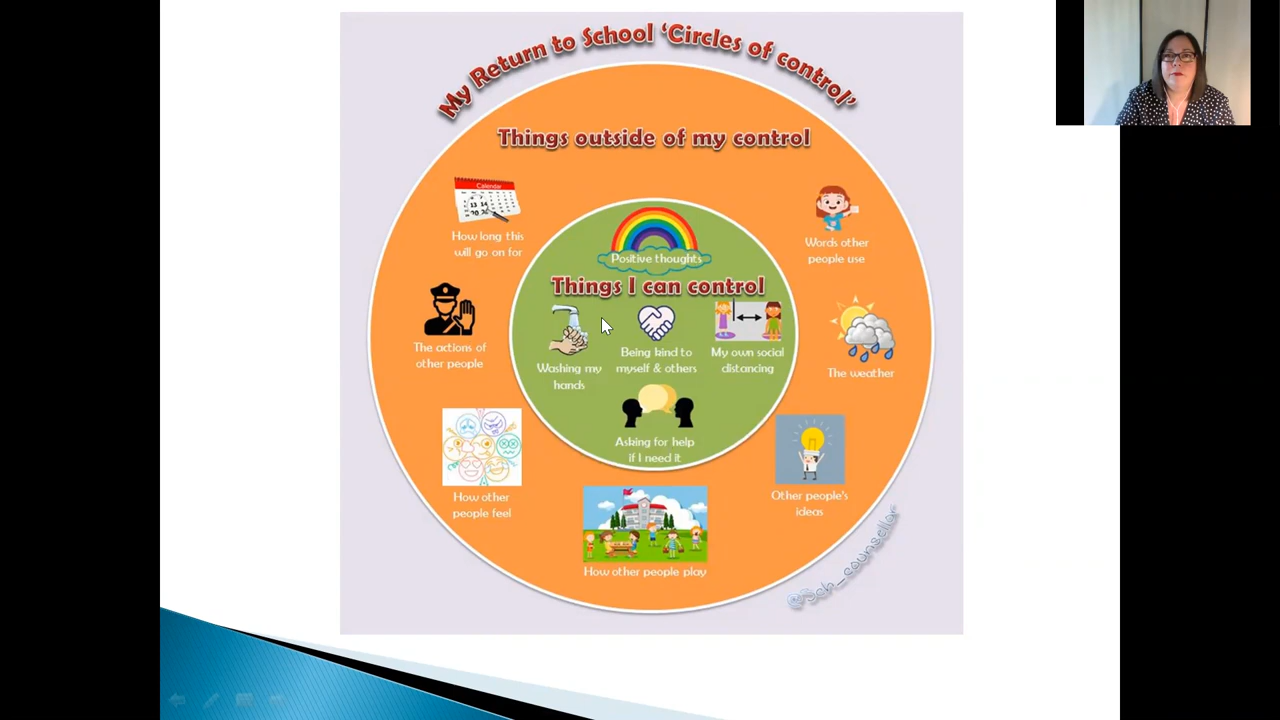 My Return to School ‘Circles of control’
Things outside of my control
Calendar
How long this
will go on for
Words other
people use
Positive thoughts
Things I can control
The actions of
other people
Washing my
hands
Being kind to
myself & others
My own social
distancing
The weather
Asking for help
if I need it
How other
people feel
Other people's
ideas
How other people play
@Sch_counsellor